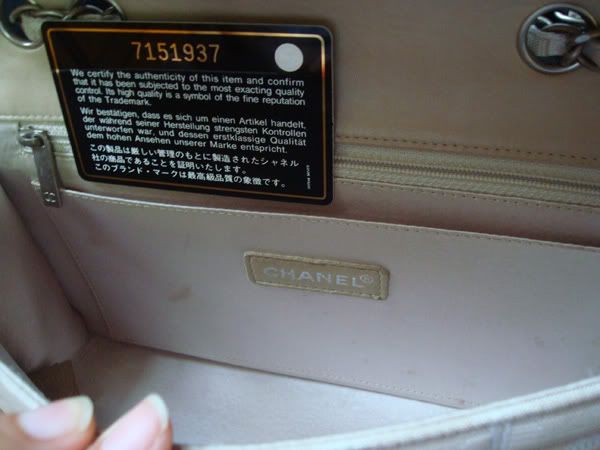 7151937
We certify the authenticity of this item and confirm
that it has been subjected to the most exacting quality
control. Its high quality is a symbol of the fine reputation
of the Trademark.
Wir bestätigen, dass es sich um einen Artikel handelt,
der während seiner Herstellung strengsten Kontrollen
unterworfen war, und dessen erstklassige Qualität
dem hohen Ansehen unserer Marke entspricht.
この製品は厳しい管理のもとに製造されたシャネル
社の商品であることを証明いたします。
このブランド・マークは最高級品質の象徴です。
CHANEL®